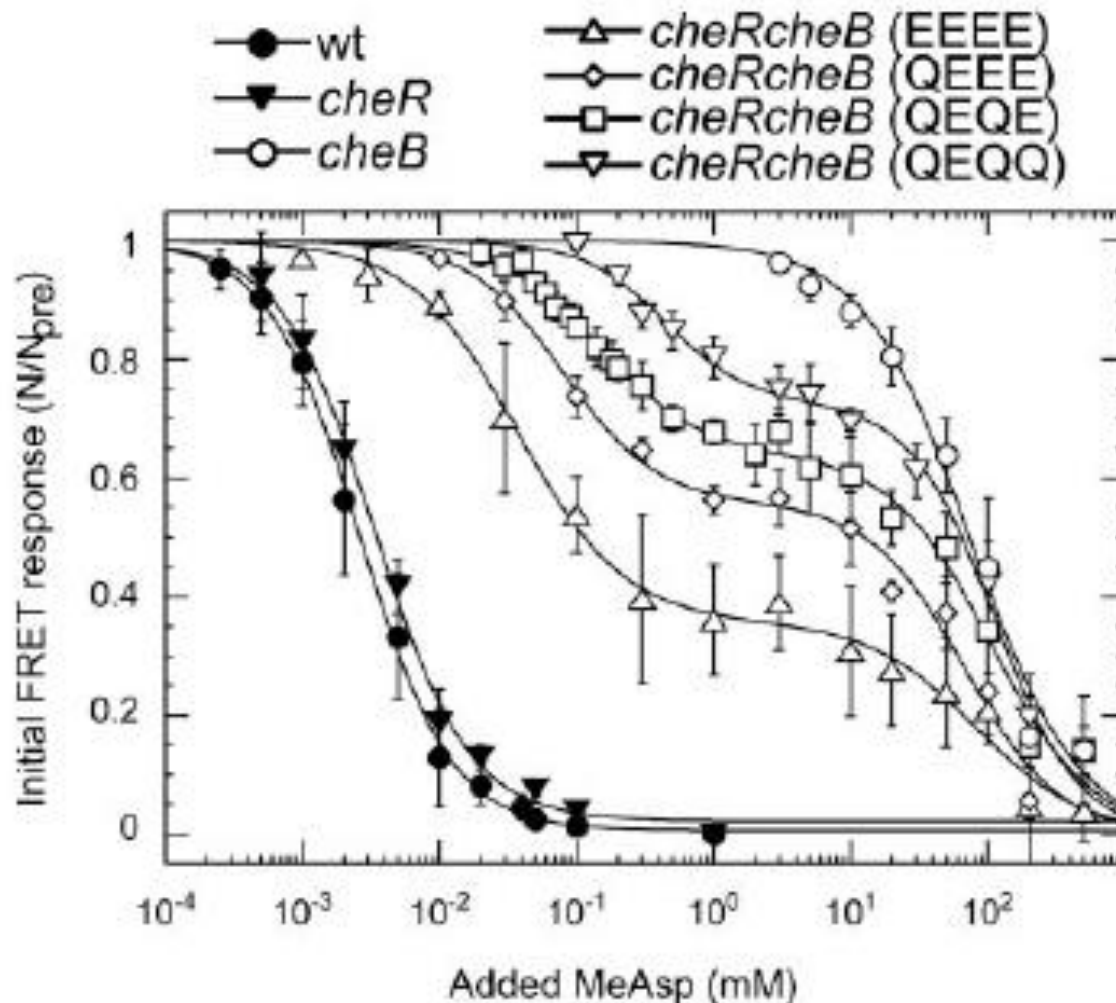 wt
cheR
cheB
cheRcheB (EEEE)
cheRcheB (QEEE)
cheRcheB (QEQE)
cheRcheB (QEQQ)
Initial FRET response (N/Npre)
1
0.8
0.6
0.4
0.2
0
10-4
10-3
10-2
10-1
100
101
102
Added MeAsp (mM)